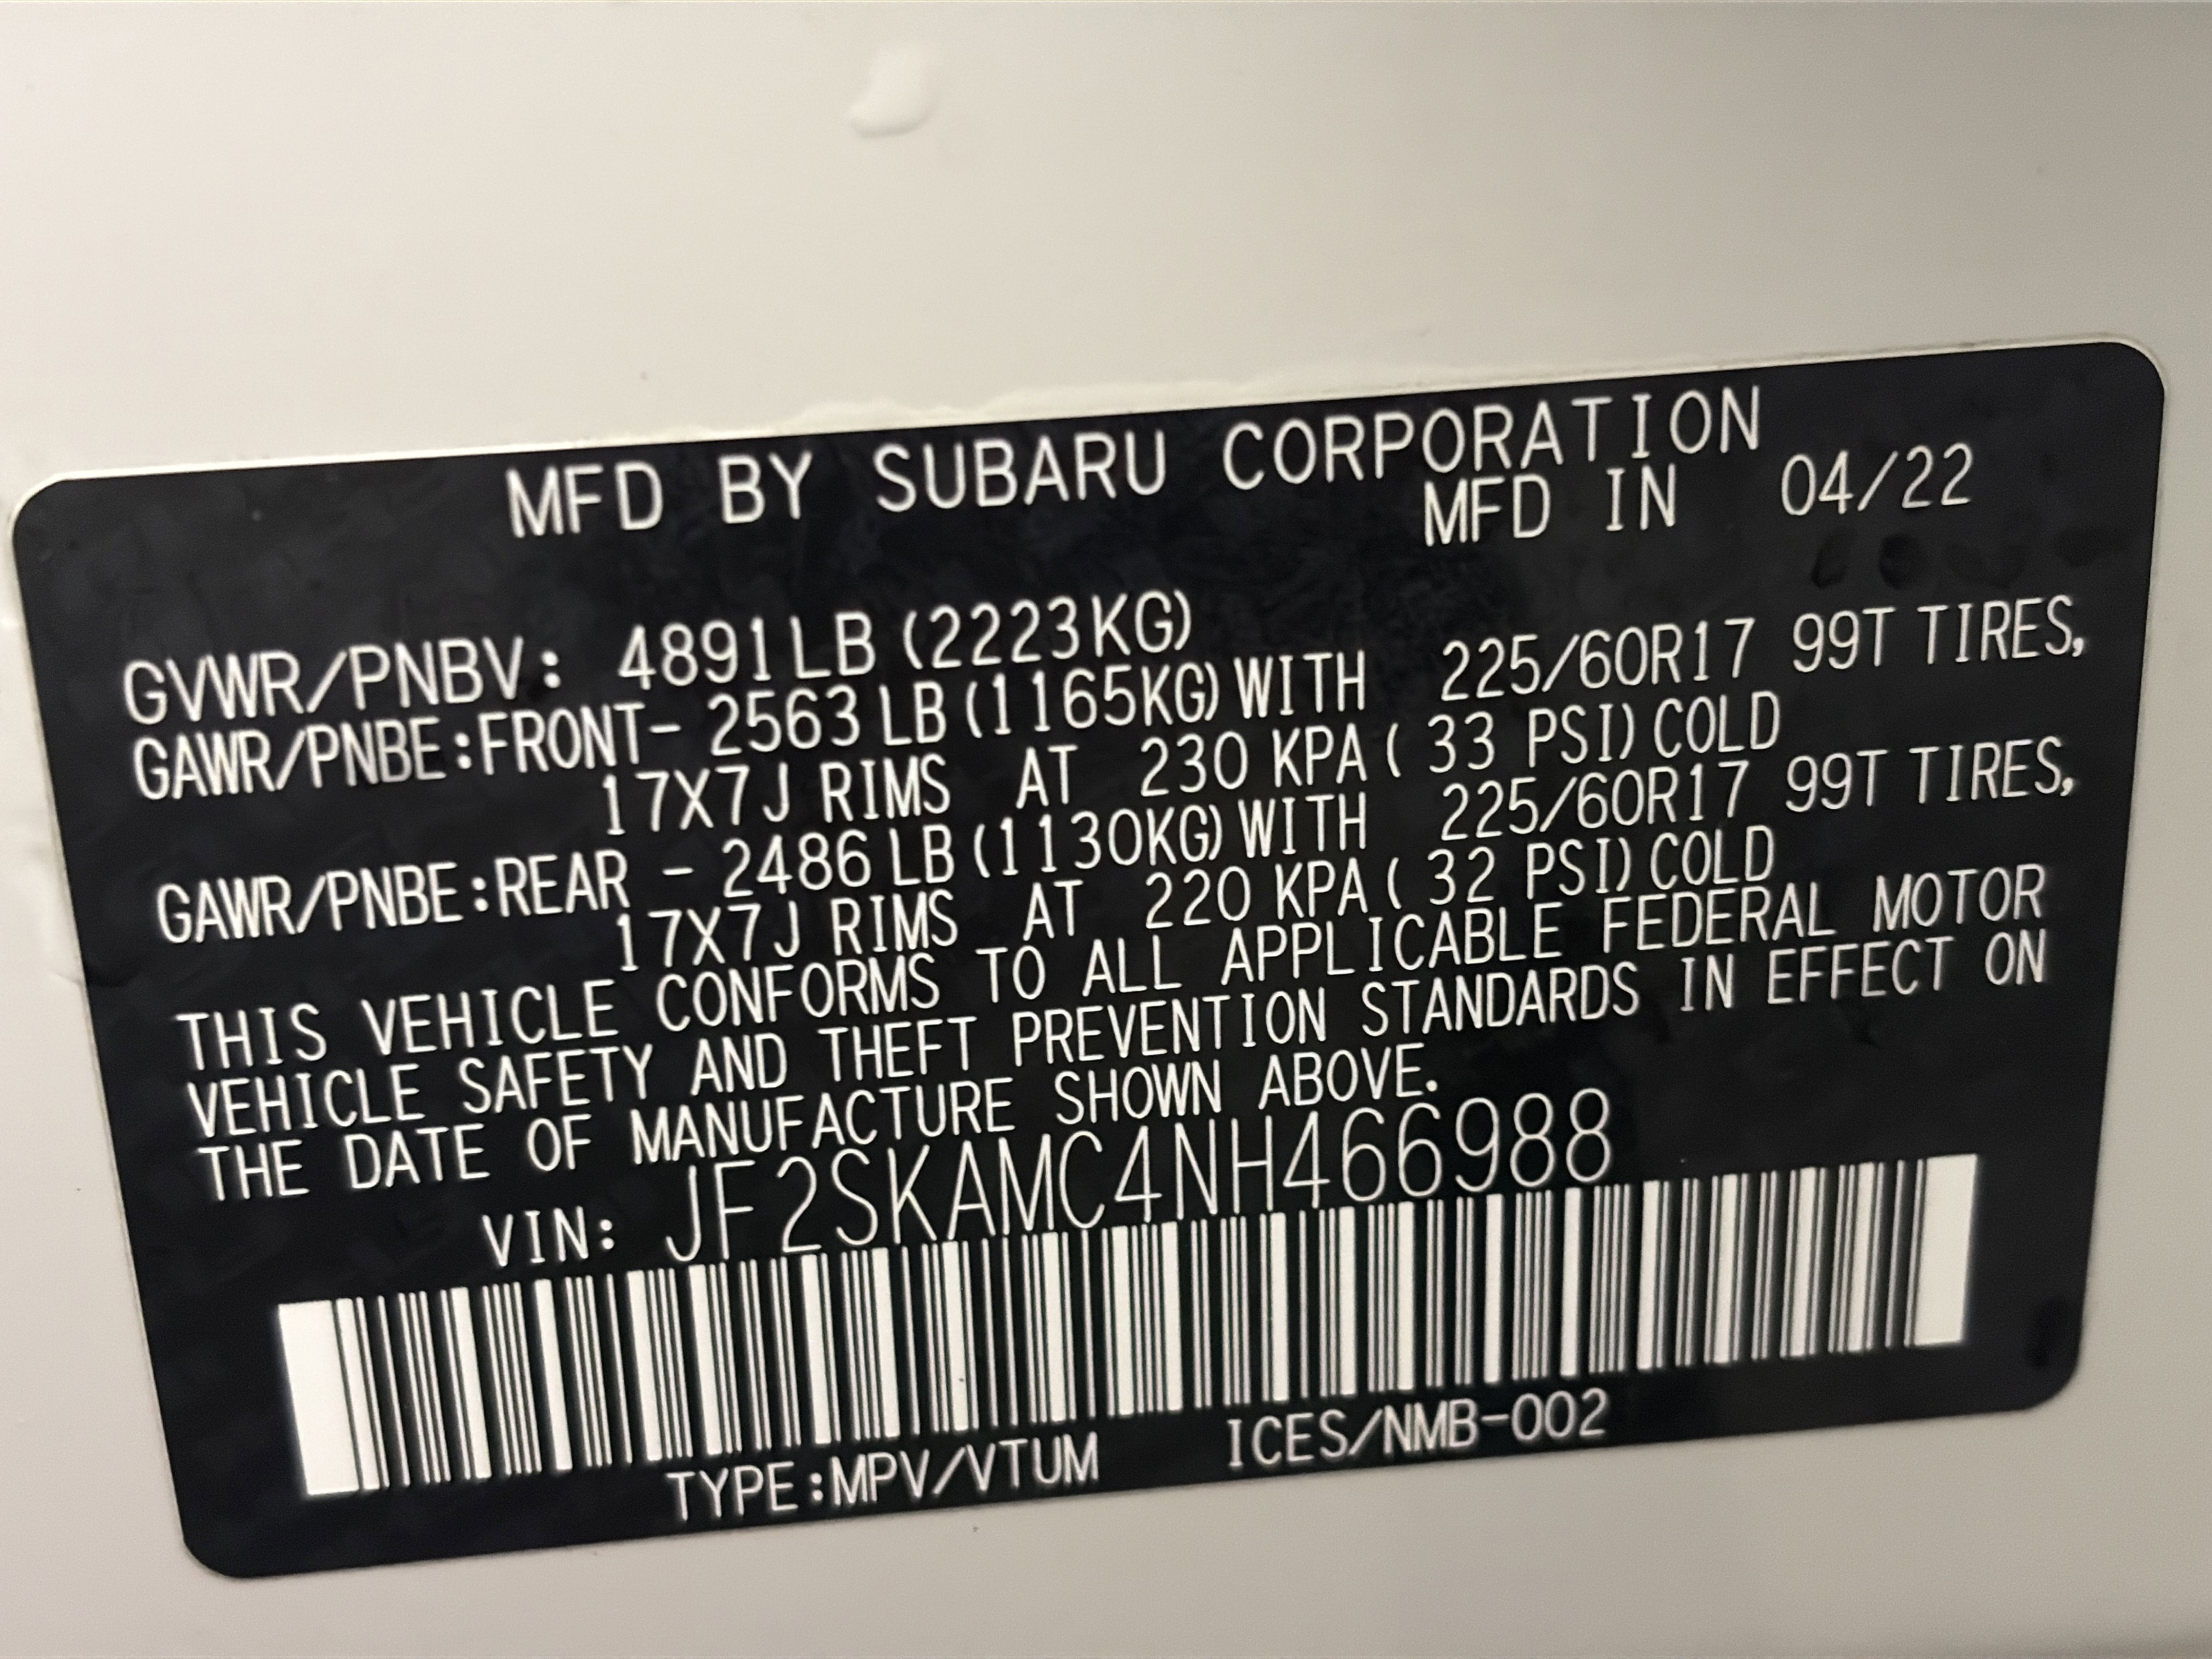 MFD BY SUBARU CORPORATION
MFD IN 04/22
GVWR/PNBV: 4891LB (2223KG)
GAWR/PNBE:FRONT- 2563 LB (1165KG) WITH 225/60R17 99T TIRES,
17X7J RIMS AT 230 KPA ( 33 PSI) COLD
GAWR/PNBE:REAR - 2486 LB (1130KG) WITH 225/60R17 99T TIRES,
17X7J RIMS AT 220 KPA ( 32 PSI) COLD
THIS VEHICLE CONFORMS TO ALL APPLICABLE FEDERAL MOTOR
VEHICLE SAFETY AND THEFT PREVENTION STANDARDS IN EFFECT ON
THE DATE OF MANUFACTURE SHOWN ABOVE.
VIN: JF2SKAMC4NH466988
TYPE:MPV/VTUM ICES/NMB-002